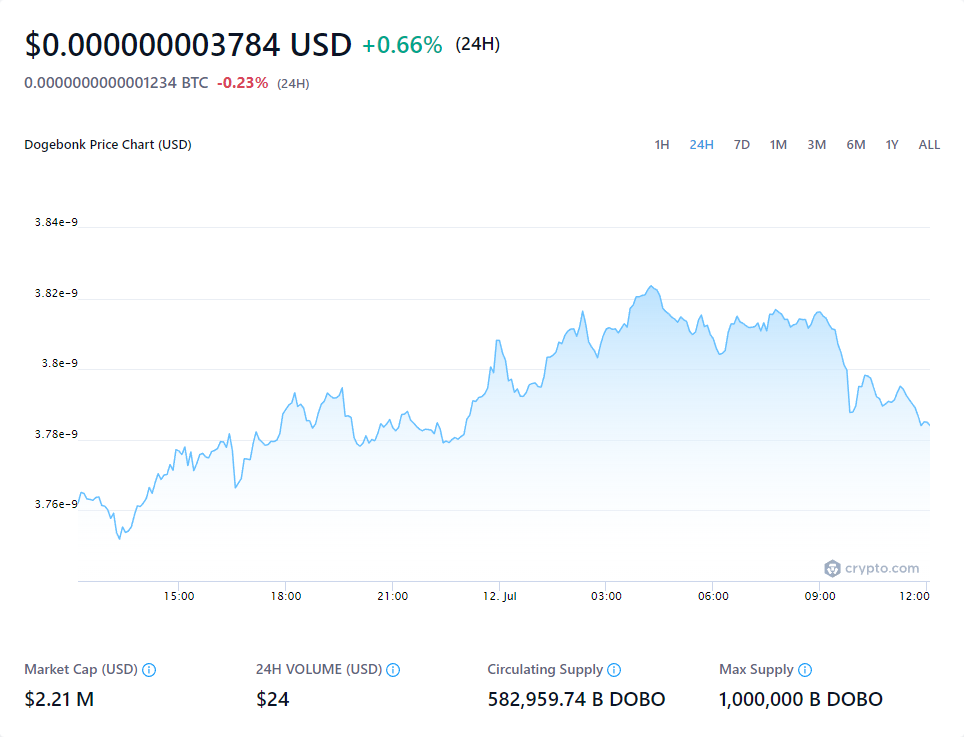 $0.000000003784 USD +0.66% (24H)
0.0000000000001234 BTC -0.23% (24H)
Dogebonk Price Chart (USD) 1H 24H 7D 1M 3M 6M 1Y ALL
3.84e-9
3.82e-9
3.8e-9
3.78e-9
3.76e-9
crypto.com
15:00 18:00 21:00 12. Jul 03:00 06:00 09:00 12:00
Market Cap (USD) 24H VOLUME (USD) Circulating Supply Max Supply
$2.21 M $24 582,959.74 B DOBO 1,000,000 B DOBO